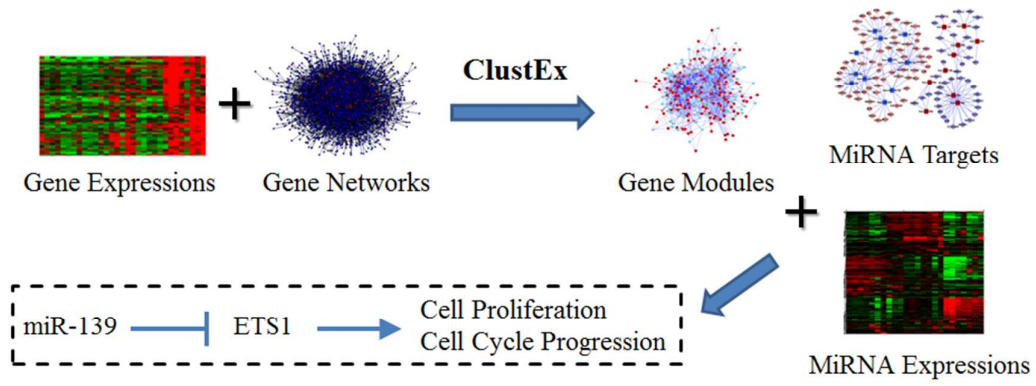 ClustEx
Gene Expressions
Gene Networks
Gene Modules
MiRNA Targets
miR-139
ETS1
Cell Proliferation
Cell Cycle Progression
MiRNA Expressions